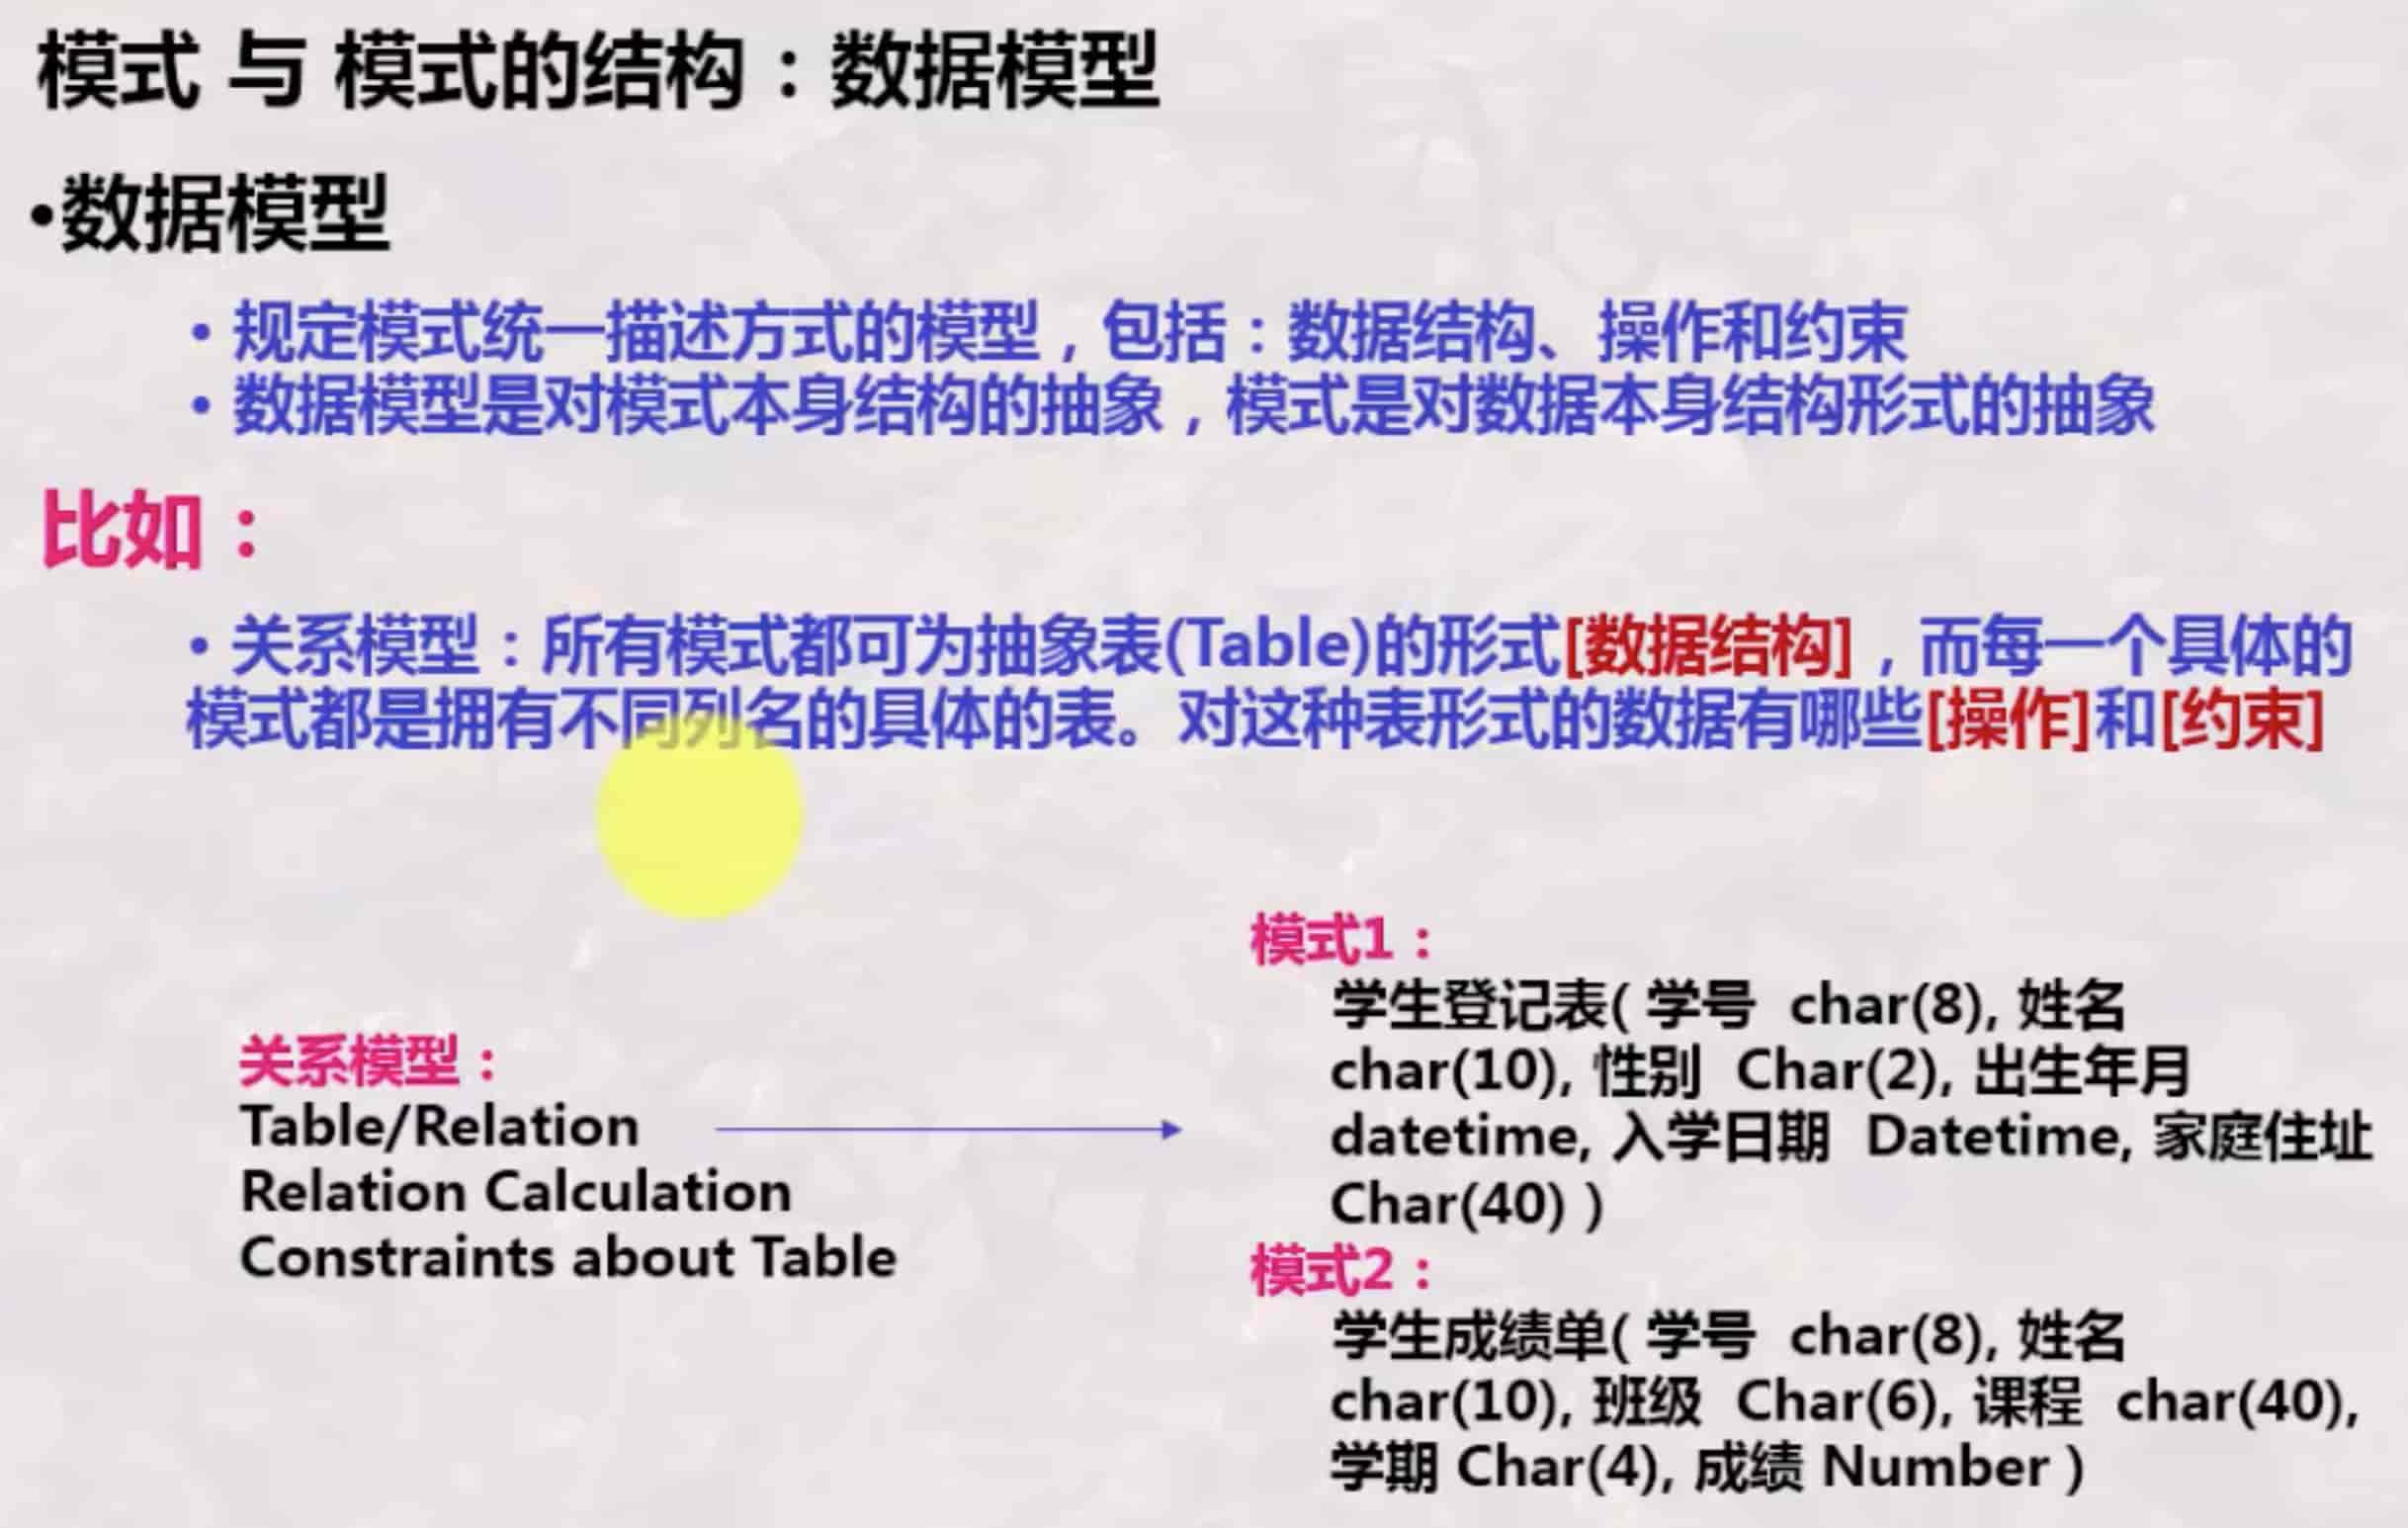 模式 与 模式的结构：数据模型
•数据模型
• 规定模式统一描述方式的模型，包括：数据结构、操作和约束
• 数据模型是对模式本身结构的抽象，模式是对数据本身结构形式的抽象
比如：
• 关系模型：所有模式都可为抽象表(Table)的形式[数据结构]，而每一个具体的
模式都是拥有不同列名的具体的表。对这种表形式的数据有哪些[操作]和[约束]
关系模型：
Table/Relation
Relation Calculation
Constraints about Table
模式1：
学生登记表( 学号 char(8), 姓名
char(10), 性别 Char(2), 出生年月
datetime, 入学日期 Datetime, 家庭住址
Char(40) )
模式2：
学生成绩单( 学号 char(8), 姓名
char(10), 班级 Char(6), 课程 char(40),
学期 Char(4), 成绩 Number )